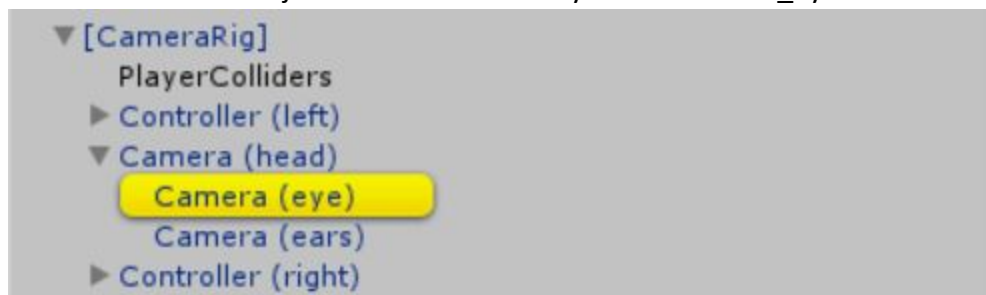 [CameraRig]
PlayerColliders
Controller (left)
Camera (head)
Camera (eye)
Camera (ears)
Controller (right)